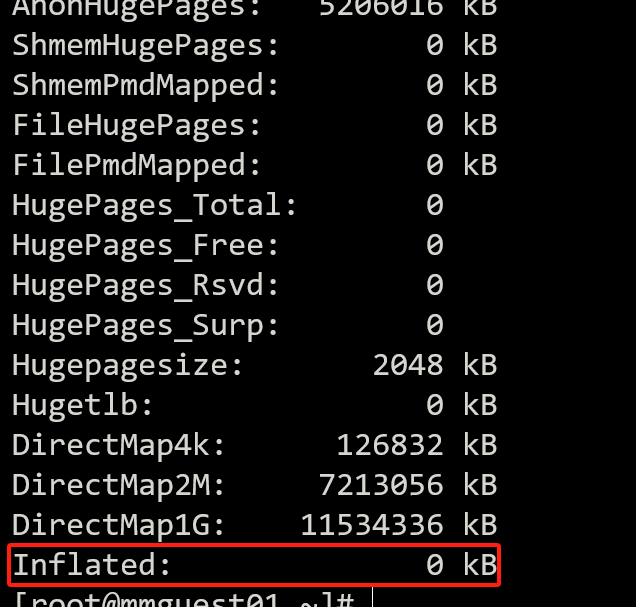 AnonHugePages:   5206016 kB
ShmemHugePages:        0 kB
ShmemPmdMapped:        0 kB
FileHugePages:         0 kB
FilePmdMapped:         0 kB
HugePages_Total:       0
HugePages_Free:        0
HugePages_Rsvd:        0
HugePages_Surp:        0
Hugepagesize:       2048 kB
Hugetlb:               0 kB
DirectMap4k:      126832 kB
DirectMap2M:     7213056 kB
DirectMap1G:    11534336 kB
Inflated:              0 kB
[root@mmguest01 ~]#